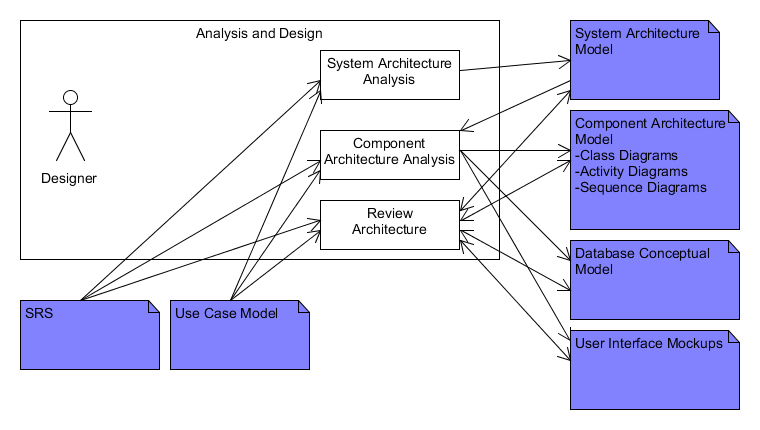 Analysis and Design
System Architecture
Analysis
Component
Architecture Analysis
Review
Architecture
Designer
SRS
Use Case Model
System Architecture
Model
Component Architecture
Model
-Class Diagrams
-Activity Diagrams
-Sequence Diagrams
Database Conceptual
Model
User Interface Mockups